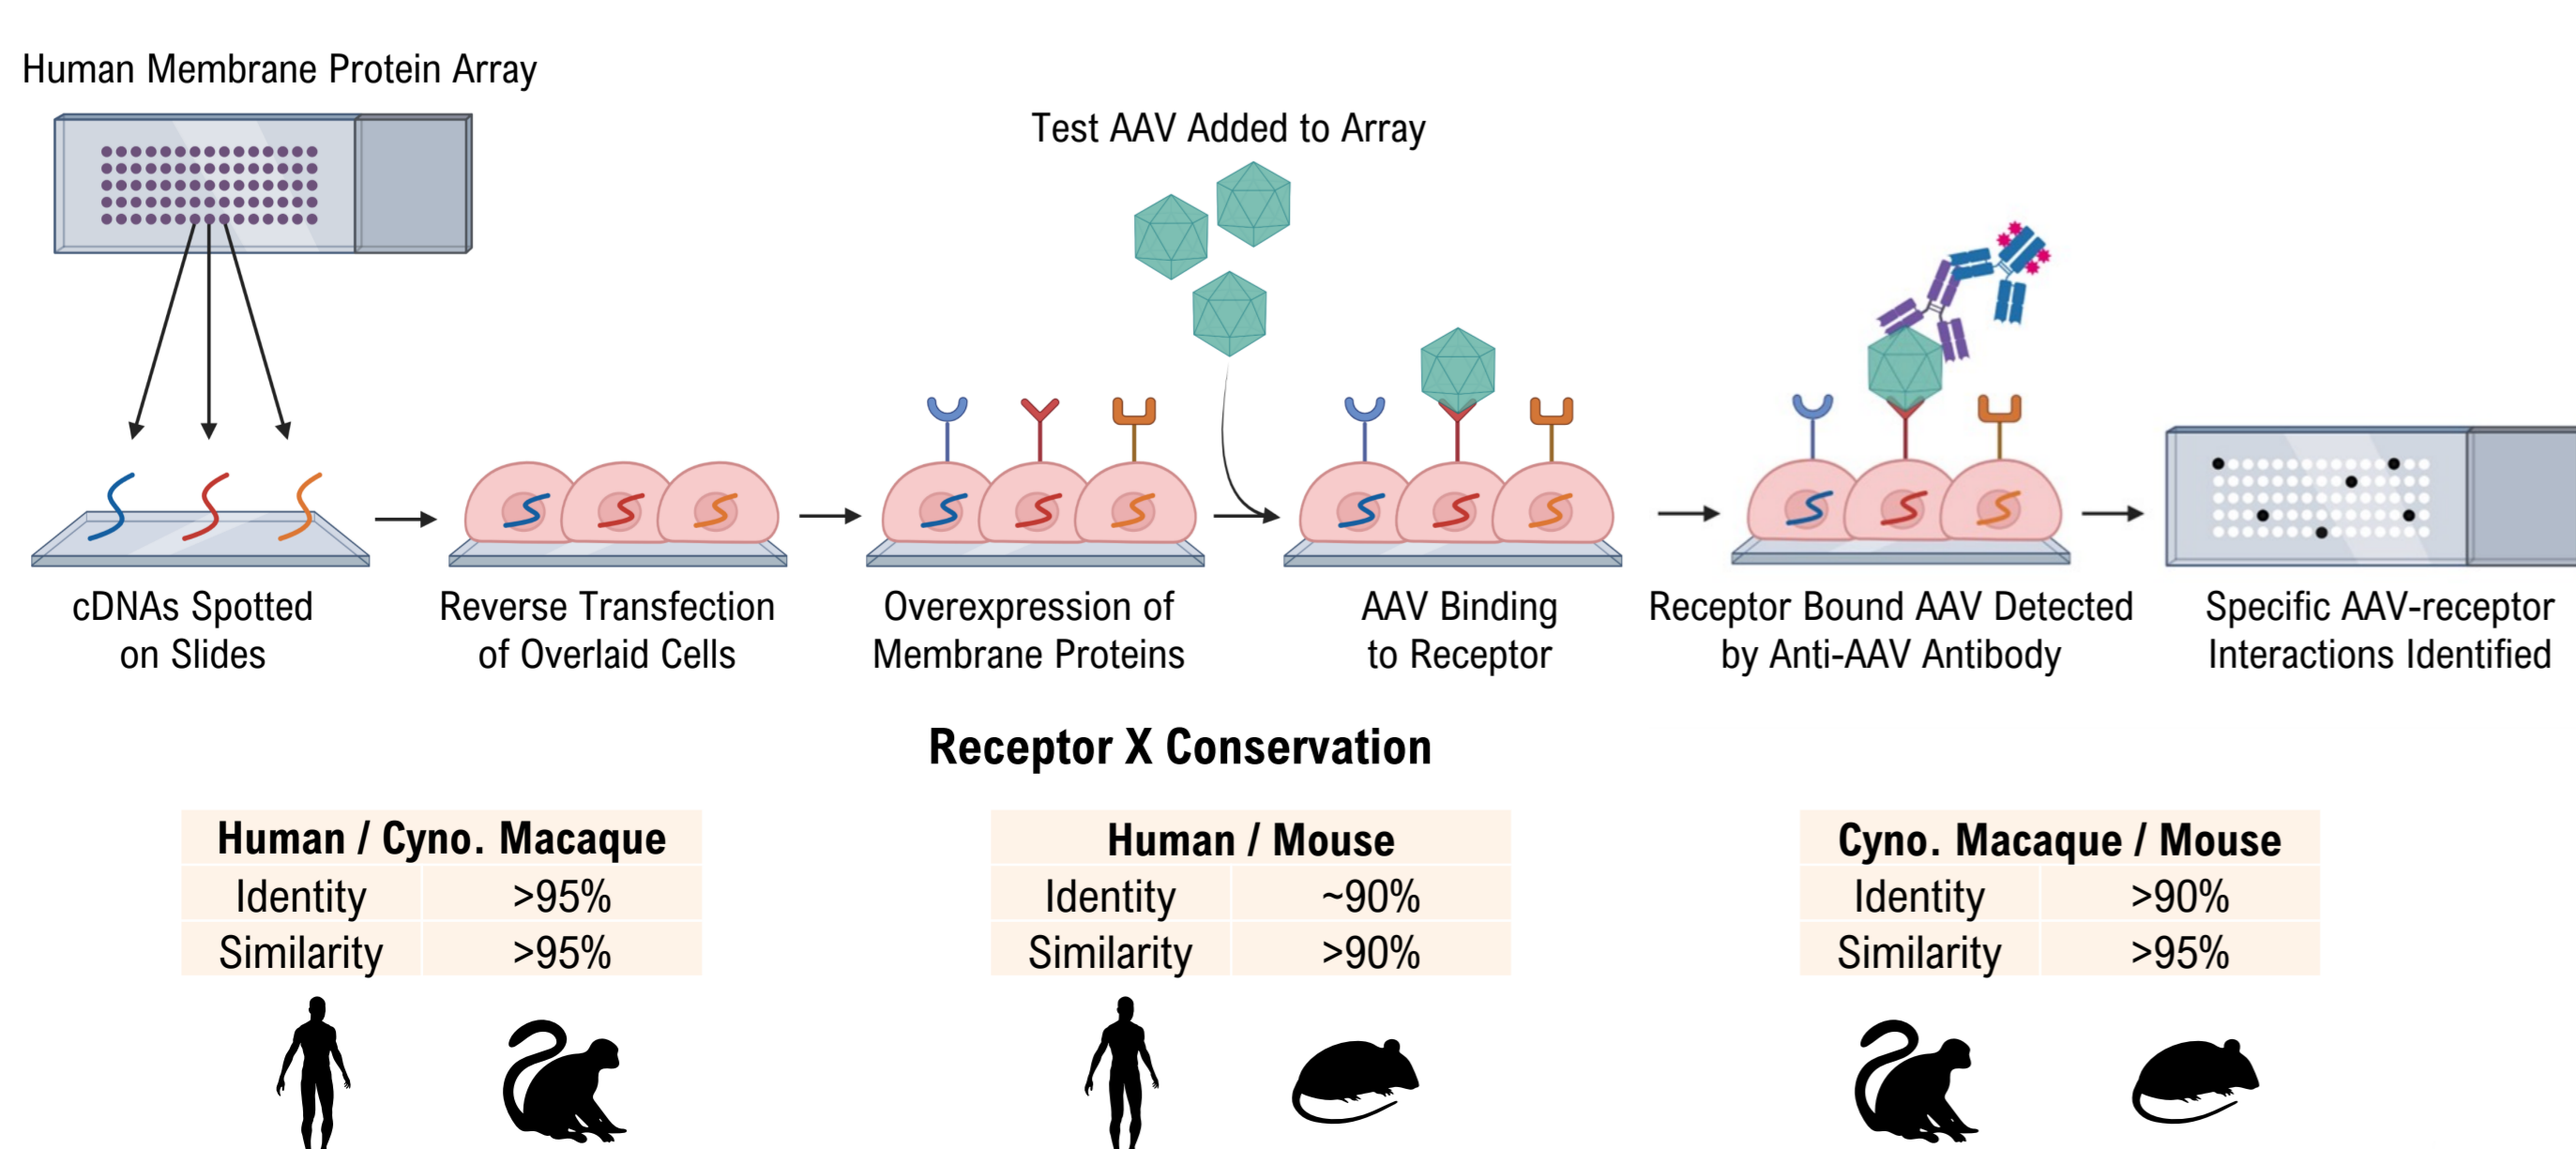 Human Membrane Protein Array
Test AAV Added to Array
cDNAs Spotted
on Slides
Reverse Transfection
of Overlaid Cells
Overexpression of
Membrane Proteins
AAV Binding
to Receptor
Receptor Bound AAV Detected
by Anti-AAV Antibody
Specific AAV-receptor
Interactions Identified
Receptor X Conservation
Human / Cyno. Macaque
Identity >95%
Similarity >95%
Human / Mouse
Identity ~90%
Similarity >90%
Cyno. Macaque / Mouse
Identity >90%
Similarity >95%